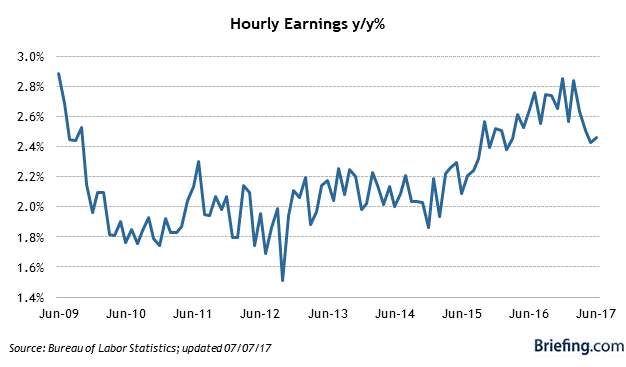 Hourly Earnings y/y%
3.0%
2.8%
2.6%
2.4%
2.2%
2.0%
1.8%
1.6%
1.4%
Jun-09 Jun-10 Jun-11 Jun-12 Jun-13 Jun-14 Jun-15 Jun-16 Jun-17
Source: Bureau of Labor Statistics; updated 07/07/17
Briefing.com